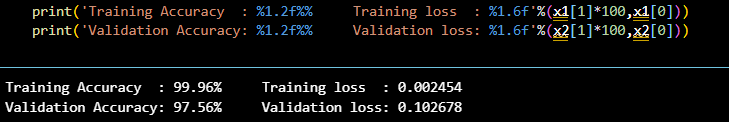 print('Training Accuracy  : %1.2f%%     Training loss  : %1.6f'%(x1[1]*100,x1[0]))
print('Validation Accuracy: %1.2f%%     Validation loss: %1.6f'%(x2[1]*100,x2[0]))
Training Accuracy  : 99.96%     Training loss  : 0.002454
Validation Accuracy: 97.56%     Validation loss: 0.102678